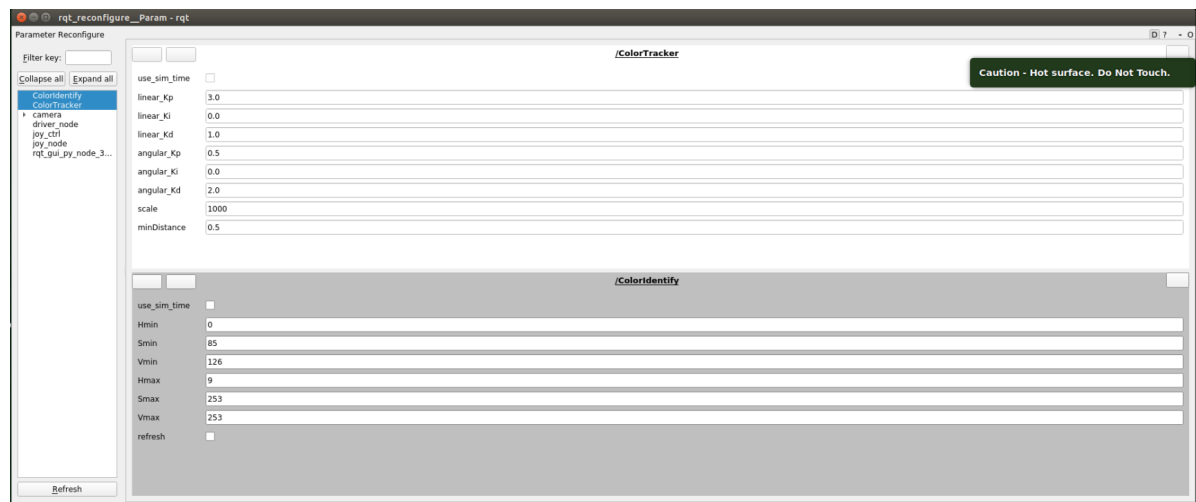 rqt_reconfigure__Param - rqt
Parameter Reconfigure D ? - O
Filter key:
Collapse all Expand all
ColorIdentify
ColorTracker
camera
driver_node
joy_ctrl
joy_node
rqt_gui_py_node_3...
Refresh
/ColorTracker
Caution - Hot surface. Do Not Touch.
use_sim_time
linear_Kp 3.0
linear_Ki 0.0
linear_Kd 1.0
angular_Kp 0.5
angular_Ki 0.0
angular_Kd 2.0
scale 1000
minDistance 0.5
/ColorIdentify
use_sim_time
Hmin 0
Smin 85
Vmin 126
Hmax 9
Smax 253
Vmax 253
refresh